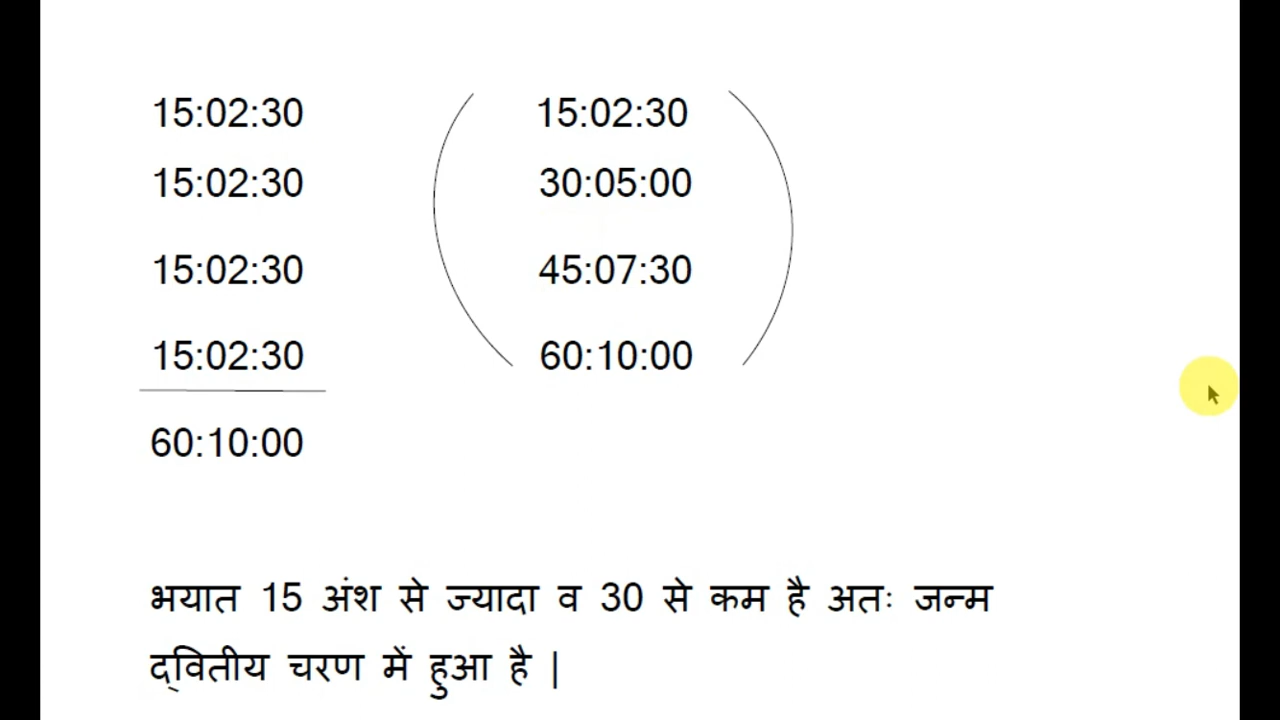 15:02:30 15:02:30
15:02:30 30:05:00
15:02:30 45:07:30
15:02:30 60:10:00
60:10:00
भयात 15 अंश से ज्यादा व 30 से कम है अतः जन्म
द्वितीय चरण में हुआ है |